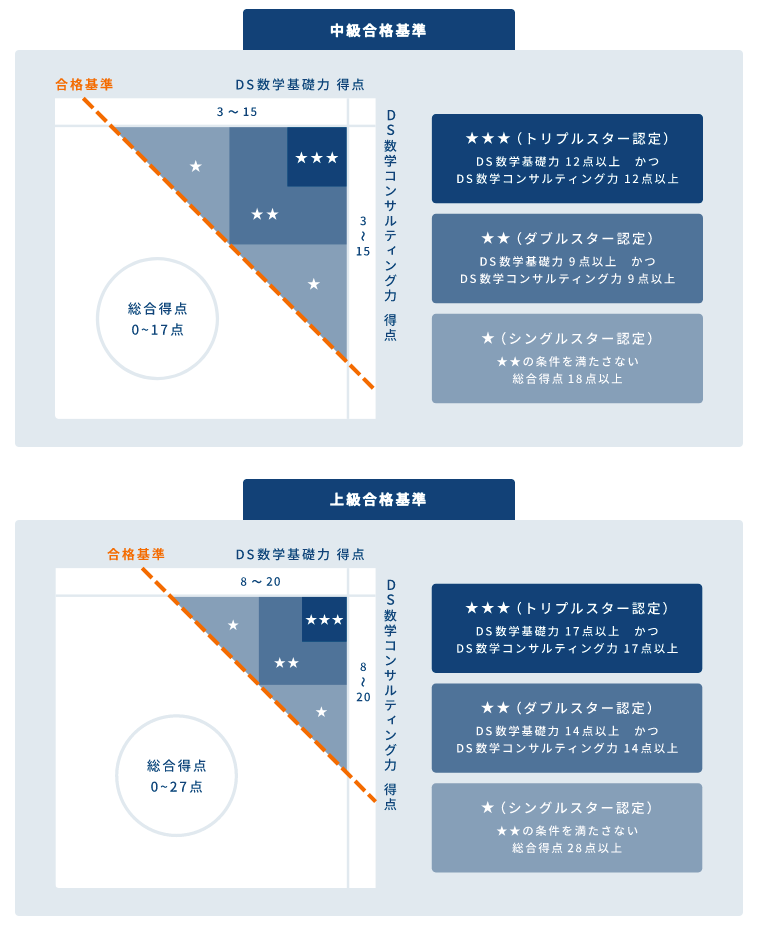 中級合格基準
合格基準
DS数学基礎力 得点
3 〜 15
DS数学コンサルティング力 得点
3
〜
15
★
★★★
★★
★
総合得点
0~17点
★★★（トリプルスター認定）
DS数学基礎力 12点以上 かつ
DS数学コンサルティング力 12点以上
★★（ダブルスター認定）
DS数学基礎力 9点以上 かつ
DS数学コンサルティング力 9点以上
★（シングルスター認定）
★★の条件を満たさない
総合得点 18点以上
上級合格基準
合格基準
DS数学基礎力 得点
8 〜 20
DS数学コンサルティング力 得点
8
〜
20
★
★★★
★★
★
総合得点
0~27点
★★★（トリプルスター認定）
DS数学基礎力 17点以上 かつ
DS数学コンサルティング力 17点以上
★★（ダブルスター認定）
DS数学基礎力 14点以上 かつ
DS数学コンサルティング力 14点以上
★（シングルスター認定）
★★の条件を満たさない
総合得点 28点以上